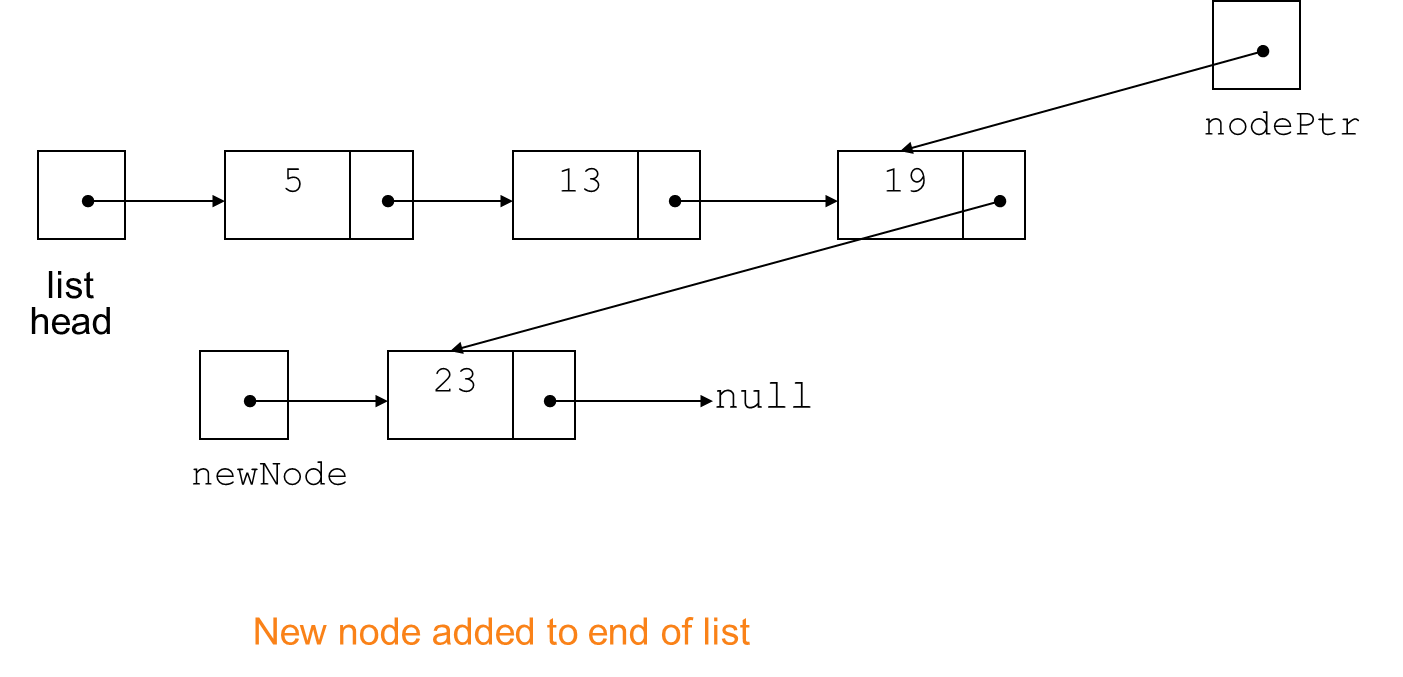 nodePtr
5
13
19
list
head
23
null
newNode
New node added to end of list